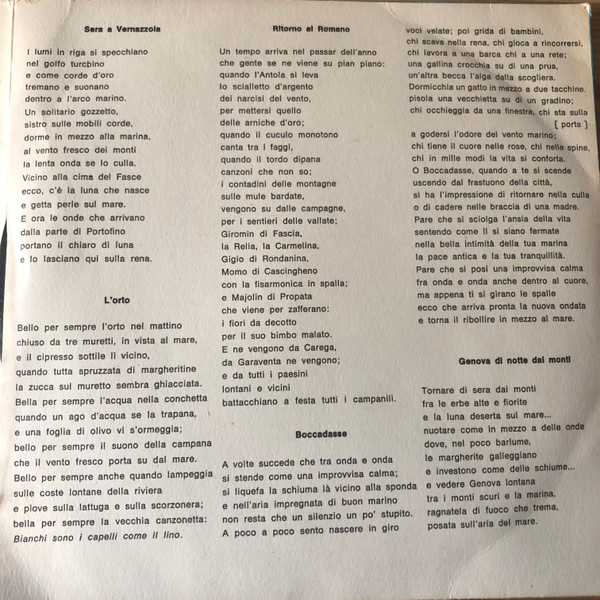 Sera a Vernazzola
I lumi in riga si specchiano
nel golfo turchino
e come corde d'oro
tremano e suonano
dentro a l'arco marino.
Un solitario gozzetto,
sistro sulle mobili corde,
dorme in mezzo alla marina,
al vento fresco dei monti
la lenta onda se lo culla.
Vicino alla cima del Fasce
ecco, c'è la luna che nasce
e getta perle sul mare.
E ora le onde che arrivano
dalla parte di Portofino
portano il chiaro di luna
e lo lasciano qui sulla rena.
L'orto
Bello per sempre l'orto nel mattino
chiuso da tre muretti, in vista al mare,
e il cipresso sottile lì vicino,
quando tutta spruzzata di margheritine
la zucca sul muretto sembra ghiacciata.
Bella per sempre l'acqua nella conchetta
quando un ago d'acqua se la trapana,
e una foglia di olivo vi s'ormeggia;
bello per sempre il suono della campana
che il vento fresco porta su dal mare.
Bello per sempre anche quando lampeggia
sulle coste lontane della riviera
e piove sulla lattuga e sulla scorzonera;
bella per sempre la vecchia canzonetta:
Bianchi sono i capelli come il lino.
Ritorno al Romano
Un tempo arriva nel passar dell'anno
che gente se ne viene su pian piano:
quando l'Antola si leva
lo scialletto d'argento
dei narcisi del vento,
per mettersi quello
delle arniche d'oro;
quando il cuculo monotono
canta tra i faggi,
quando il tordo dipana
canzoni che non so;
i contadini delle montagne
sulle mule bardate,
vengono su dalle campagne,
per i sentieri delle vallate;
Giromin di Fascia,
la Relia, la Carmelina,
Gigio di Rondanina,
Momo di Cascingheno
con la fisarmonica in spalla;
e Majolin di Propata
che viene per zafferano:
i fiori da decotto
per il suo bimbo malato.
E ne vengono da Carega,
da Garaventa ne vengono;
e da tutti i paesini
lontani e vicini
battacchiano a festa tutti i campanili.
Boccadasse
A volte succede che tra onda e onda
si stende come una improvvisa calma;
si liquefa la schiuma là vicino alla sponda
e nell'aria impregnata di buon marino
non resta che un silenzio un po' stupito.
A poco a poco sento nascere in giro
voci velate; poi grida di bambini,
chi scava nella rena, chi gioca a rincorrersi,
chi lavora a una barca chi a una rete;
una gallina crocchia su di una prua,
un'altra becca l'alga dalla scogliera.
Dormicchia un gatto in mezzo a due tacchine,
pisola una vecchietta su di un gradino;
chi occhieggia da una finestra, chi sta sulla
[ porta ]
a godersi l'odore del vento marino;
chi tiene il cuore nelle rose, chi nelle spine,
chi in mille modi la vita si conforta.
O Boccadasse, quando a te si scende
uscendo dal frastuono della città,
si ha l'impressione di ritornare nella culla
o di cadere nelle braccia di una madre.
Pare che si sciolga l'ansia della vita
sentendo come lì si siano fermate
nella bella intimità della tua marina
la pace antica e la tua tranquillità.
Pare che si posi una improvvisa calma
fra onda e onda anche dentro al cuore,
ma appena ti si girano le spalle
ecco che arriva pronta la nuova ondata
e torna il ribollire in mezzo al mare.
Genova di notte dai monti
Tornare di sera dai monti
fra le erbe alte e fiorite
e la luna deserta sul mare...
nuotare come in mezzo a delle onde
dove, nel poco barlume,
le margherite galleggiano
e investono come delle schiume...
e vedere Genova lontana
tra i monti scuri e la marina,
ragnatela di fuoco che trema,
posata sull'aria del mare.